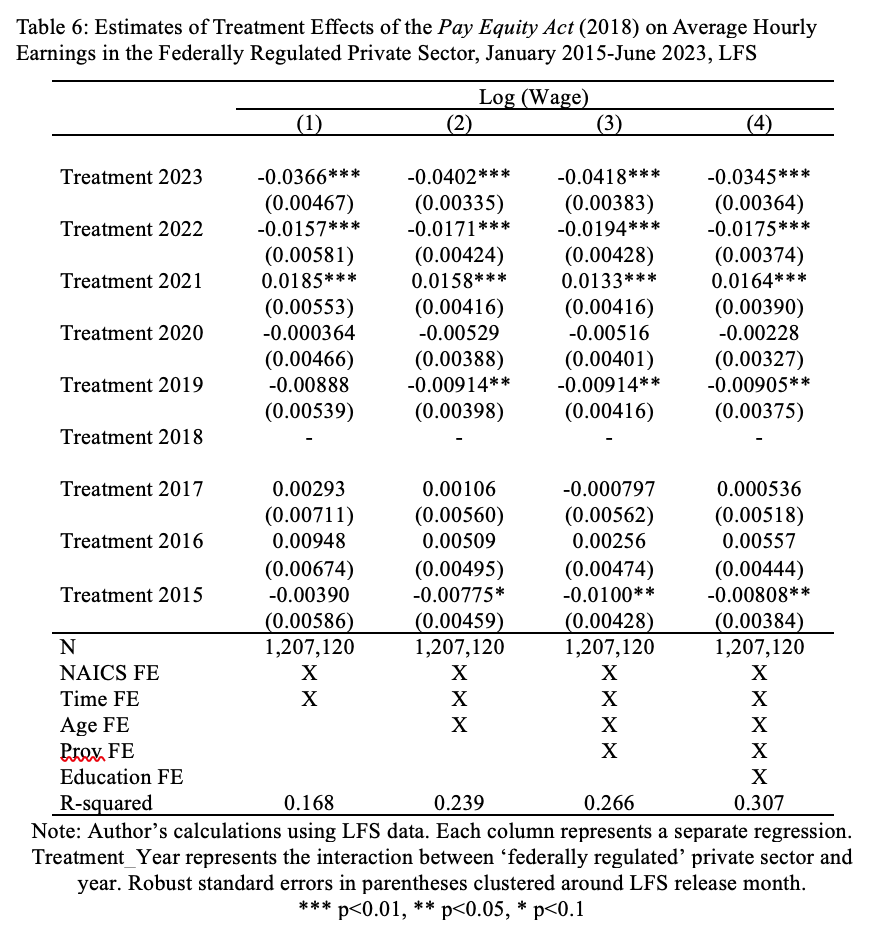 Table 6: Estimates of Treatment Effects of the Pay Equity Act (2018) on Average Hourly
Earnings in the Federally Regulated Private Sector, January 2015-June 2023, LFS
Log (Wage)
(1) (2) (3) (4)
Treatment 2023 -0.0366*** -0.0402*** -0.0418*** -0.0345***
(0.00467) (0.00335) (0.00383) (0.00364)
Treatment 2022 -0.0157*** -0.0171*** -0.0194*** -0.0175***
(0.00581) (0.00424) (0.00428) (0.00374)
Treatment 2021 0.0185*** 0.0158*** 0.0133*** 0.0164***
(0.00553) (0.00416) (0.00416) (0.00390)
Treatment 2020 -0.000364 -0.00529 -0.00516 -0.00228
(0.00466) (0.00388) (0.00401) (0.00327)
Treatment 2019 -0.00888 -0.00914** -0.00914** -0.00905**
(0.00539) (0.00398) (0.00416) (0.00375)
Treatment 2018 - - - -
Treatment 2017 0.00293 0.00106 -0.000797 0.000536
(0.00711) (0.00560) (0.00562) (0.00518)
Treatment 2016 0.00948 0.00509 0.00256 0.00557
(0.00674) (0.00495) (0.00474) (0.00444)
Treatment 2015 -0.00390 -0.00775* -0.0100** -0.00808**
(0.00586) (0.00459) (0.00428) (0.00384)
N 1,207,120 1,207,120 1,207,120 1,207,120
NAICS FE X X X X
Time FE X X X X
Age FE X X X
Prov FE X X
Education FE X
R-squared 0.168 0.239 0.266 0.307
Note: Author's calculations using LFS data. Each column represents a separate regression.
Treatment_Year represents the interaction between 'federally regulated' private sector and
year. Robust standard errors in parentheses clustered around LFS release month.
*** p<0.01, ** p<0.05, * p<0.1